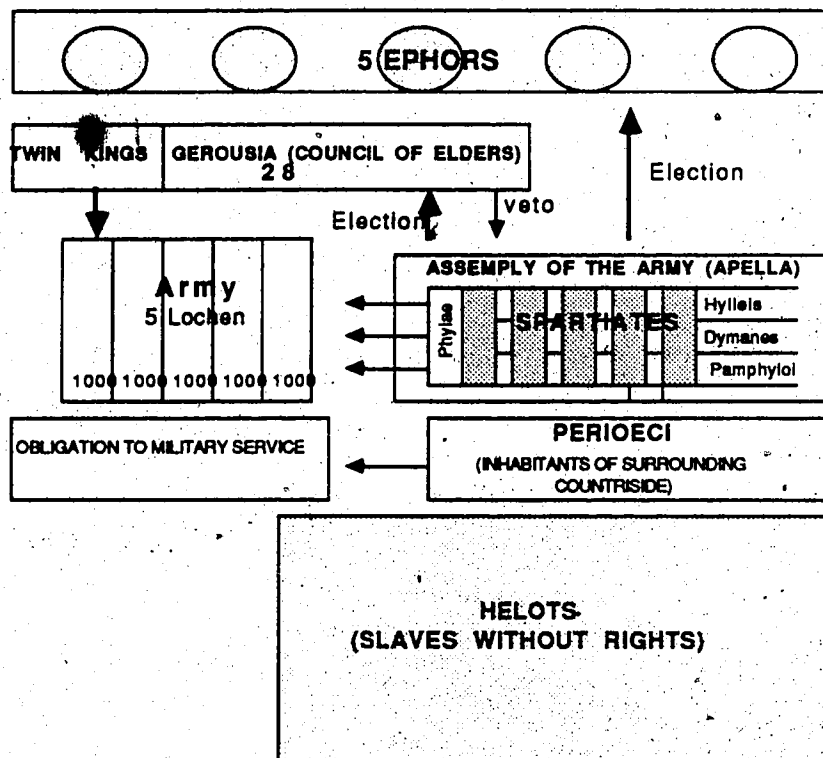 5 EPHORS
TWIN KINGS
GEROUSIA (COUNCIL OF ELDERS)
28
Election
Election
veto
Army
5 Lochen
1000 1000 1000 1000 1000
ASSEMPLY OF THE ARMY (APELLA)
Phylae
SPARTIATES
Hylleis
Dymanes
Pamphyloi
OBLIGATION TO MILITARY SERVICE
PERIOECI
(INHABITANTS OF SURROUNDING
COUNTRISIDE)
HELOTS
(SLAVES WITHOUT RIGHTS)